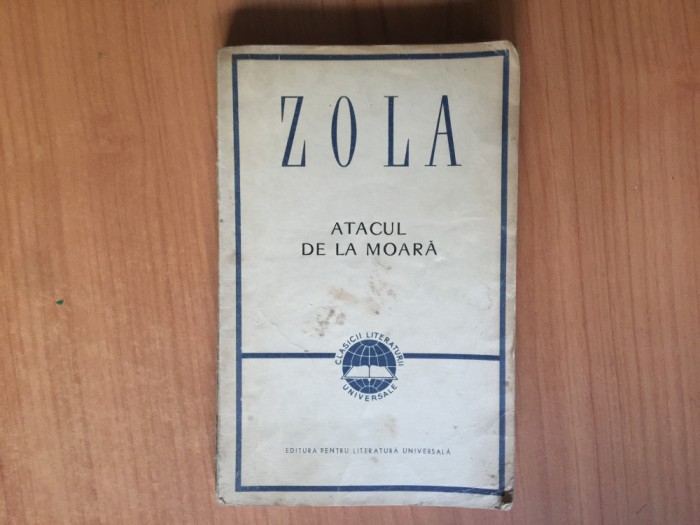 ZOLA
ATACUL
DE LA MOARĂ
CLASICII LITERATURII
UNIVERSALE
EDITURA PENTRU LITERATURA UNIVERSALĂ